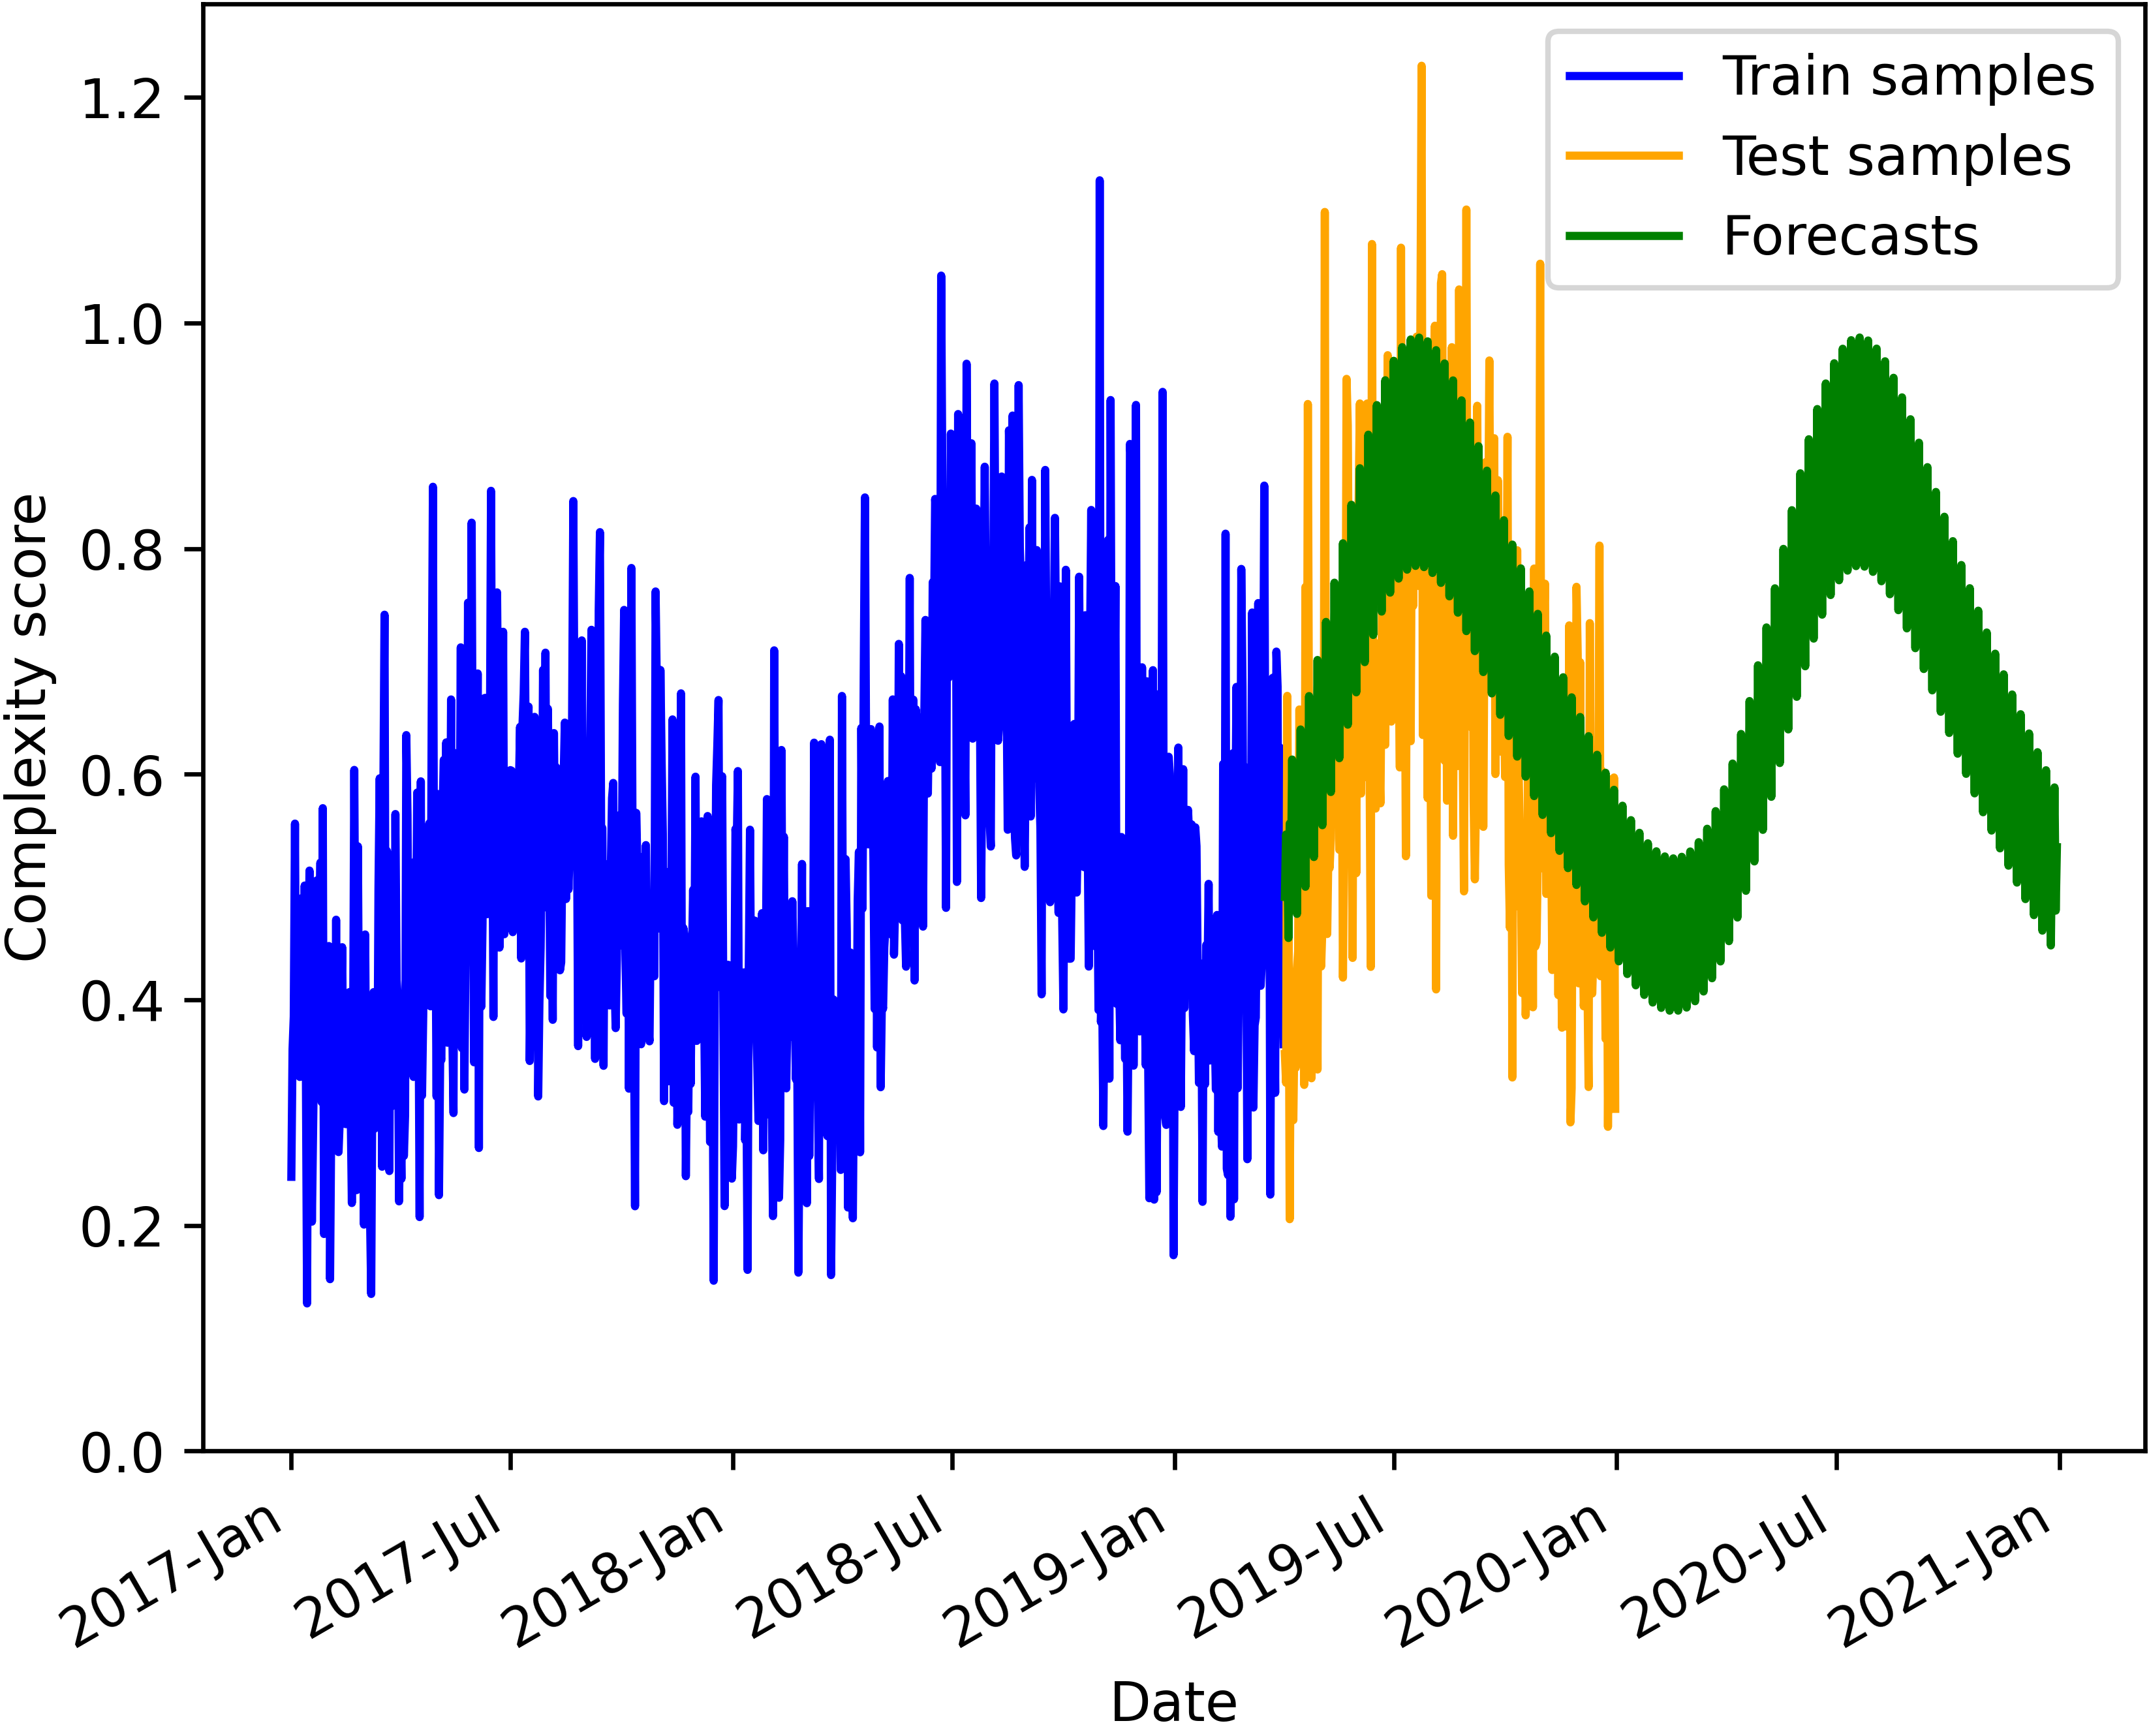 Train samples
Test samples
Forecasts
1.2
1.0
0.8
0.6
0.4
0.2
0.0
Complexity score
2017-Jan
2017-Jul
2018-Jan
2018-Jul
2019-Jan
2019-Jul
2020-Jan
2020-Jul
2021-Jan
Date